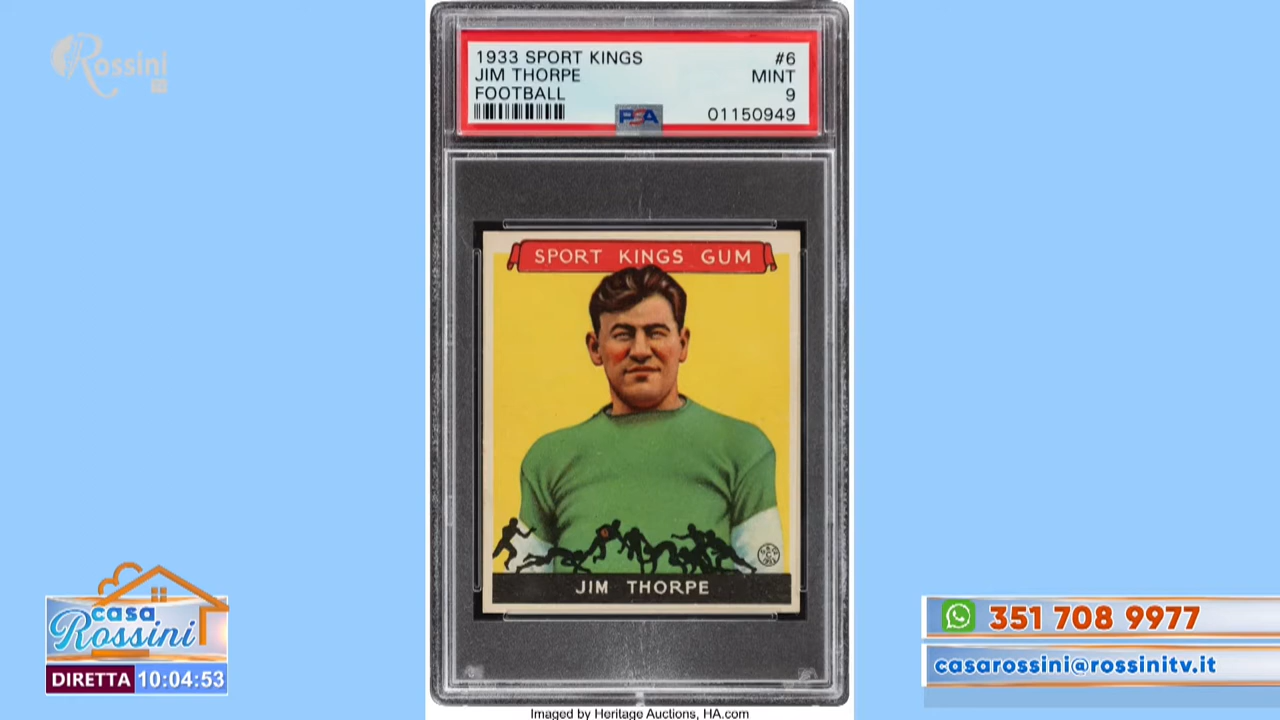 Rossini
TV
1933 SPORT KINGS #6
JIM THORPE MINT
FOOTBALL 9
PSA 01150949
SPORT KINGS GUM
JIM THORPE
casa
Rossini
DIRETTA 10:04:53
351 708 9977
casarossini@rossinitv.it
Imaged by Heritage Auctions, HA.com